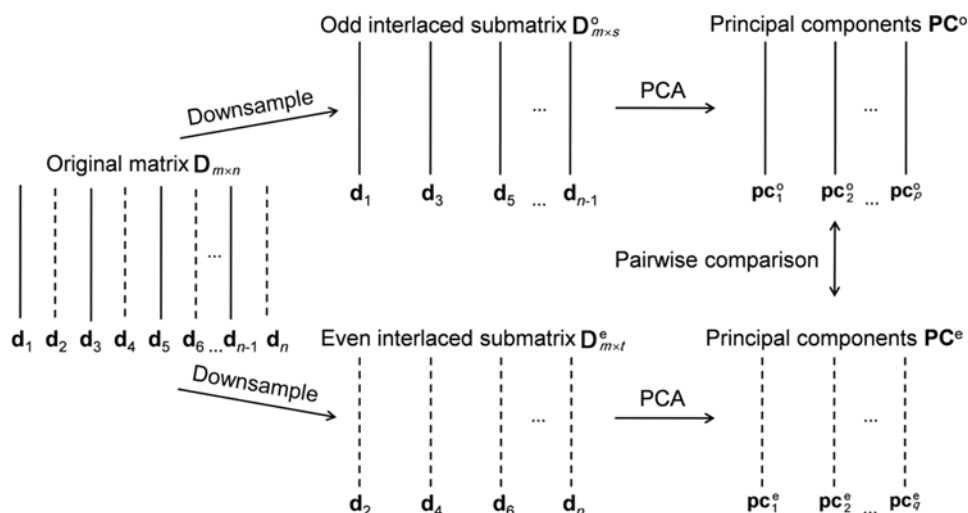 Odd interlaced submatrix D°m×s
Principal components PC°
Downsample
...
PCA
...
Original matrix Dm×n
d1 d3 d5 ... dn-1
pc°1 pc°2 ... pc°p
...
Pairwise comparison
d1 d2 d3 d4 d5 d6 ... dn-1 dn
Even interlaced submatrix Dᵉm×t
Principal components PCᵉ
Downsample
PCA
...
...
d2 d4 d6 ... dn
pcᵉ1 pcᵉ2 ... pcᵉq